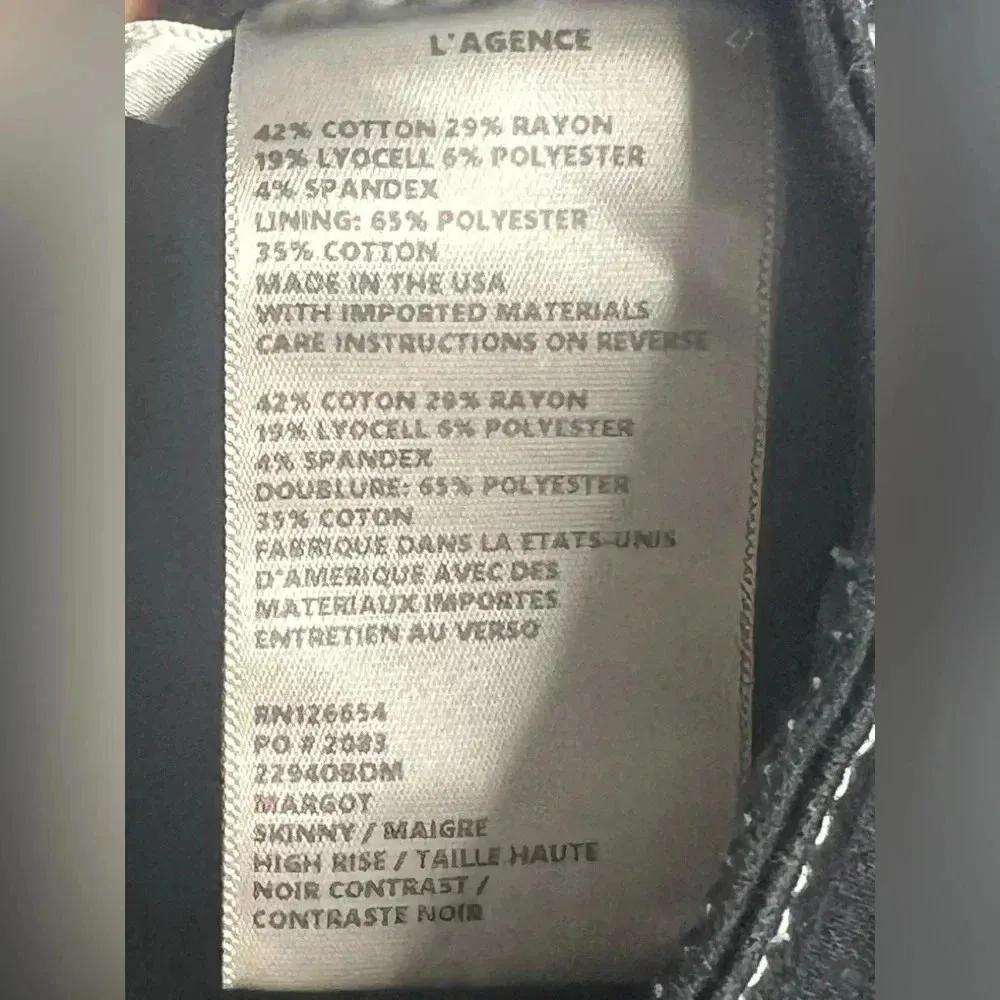 L'AGENCE
42% COTTON 29% RAYON
19% LYOCELL 6% POLYESTER
4% SPANDEX
LINING: 65% POLYESTER
35% COTTON
MADE IN THE USA
WITH IMPORTED MATERIALS
CARE INSTRUCTIONS ON REVERSE
42% COTON 29% RAYON
19% LYOCELL 6% POLYESTER
4% SPANDEX
DOUBLURE: 65% POLYESTER
35% COTON
FABRIQUE DANS LA ETATS-UNIS
D'AMERIQUE AVEC DES
MATERIAUX IMPORTES
ENTRETIEN AU VERSO
RN126654
PO # 2083
22940BDM
MARGOT
SKINNY / MAIGRE
HIGH RISE / TAILLE HAUTE
NOIR CONTRAST /
CONTRASTE NOIR